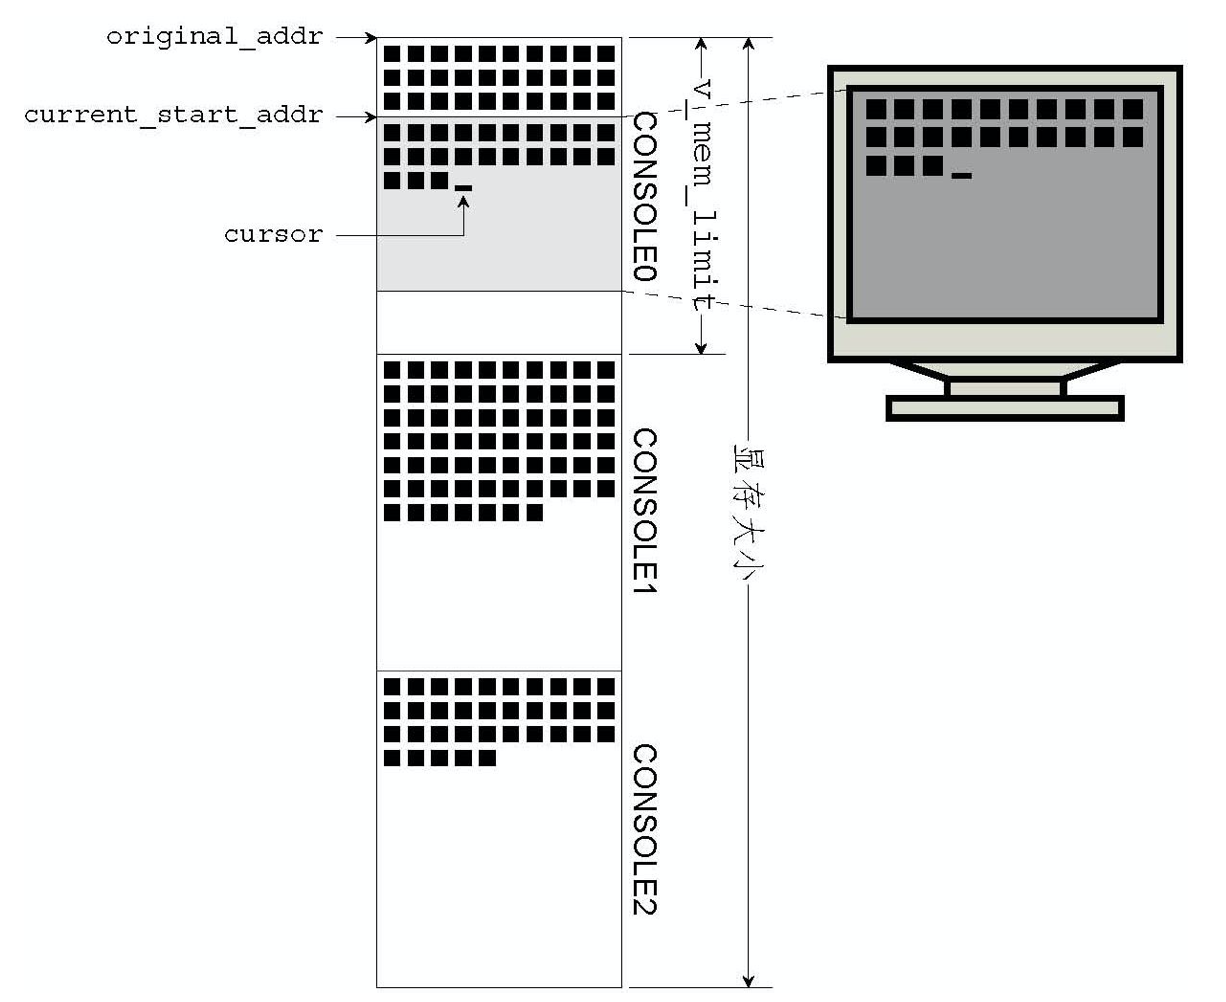 original_addr
current_start_addr
cursor
CONSOLE0
v_mem_limit
CONSOLE1
显存大小
CONSOLE2